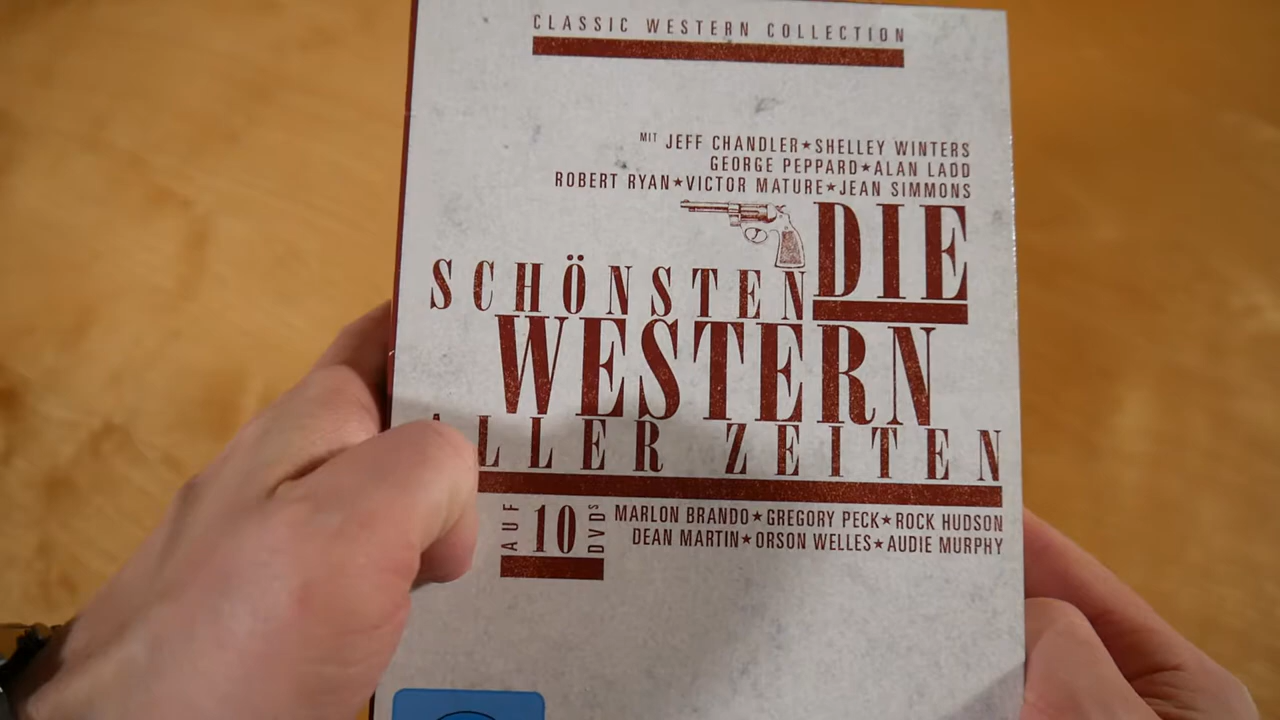 CLASSIC WESTERN COLLECTION
MIT JEFF CHANDLER★SHELLEY WINTERS
GEORGE PEPPARD★ALAN LADD
ROBERT RYAN★VICTOR MATURE★JEAN SIMMONS
DIE
SCHÖNSTEN
WESTERN
ALLER ZEITEN
AUF 10 DVDs
MARLON BRANDO★GREGORY PECK★ROCK HUDSON
DEAN MARTIN★ORSON WELLES★AUDIE MURPHY